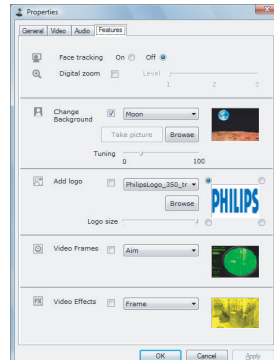 Properties
General Video Audio Features
Face tracking On Off
Digital zoom Level
1 2 3
Change Background Moon
Take picture Browse
Tuning
0 100
Add logo PhilipsLogo_350_tr
Browse
PHILIPS
Logo size
Video Frames Aim
FX Video Effects Frame
OK Cancel Apply